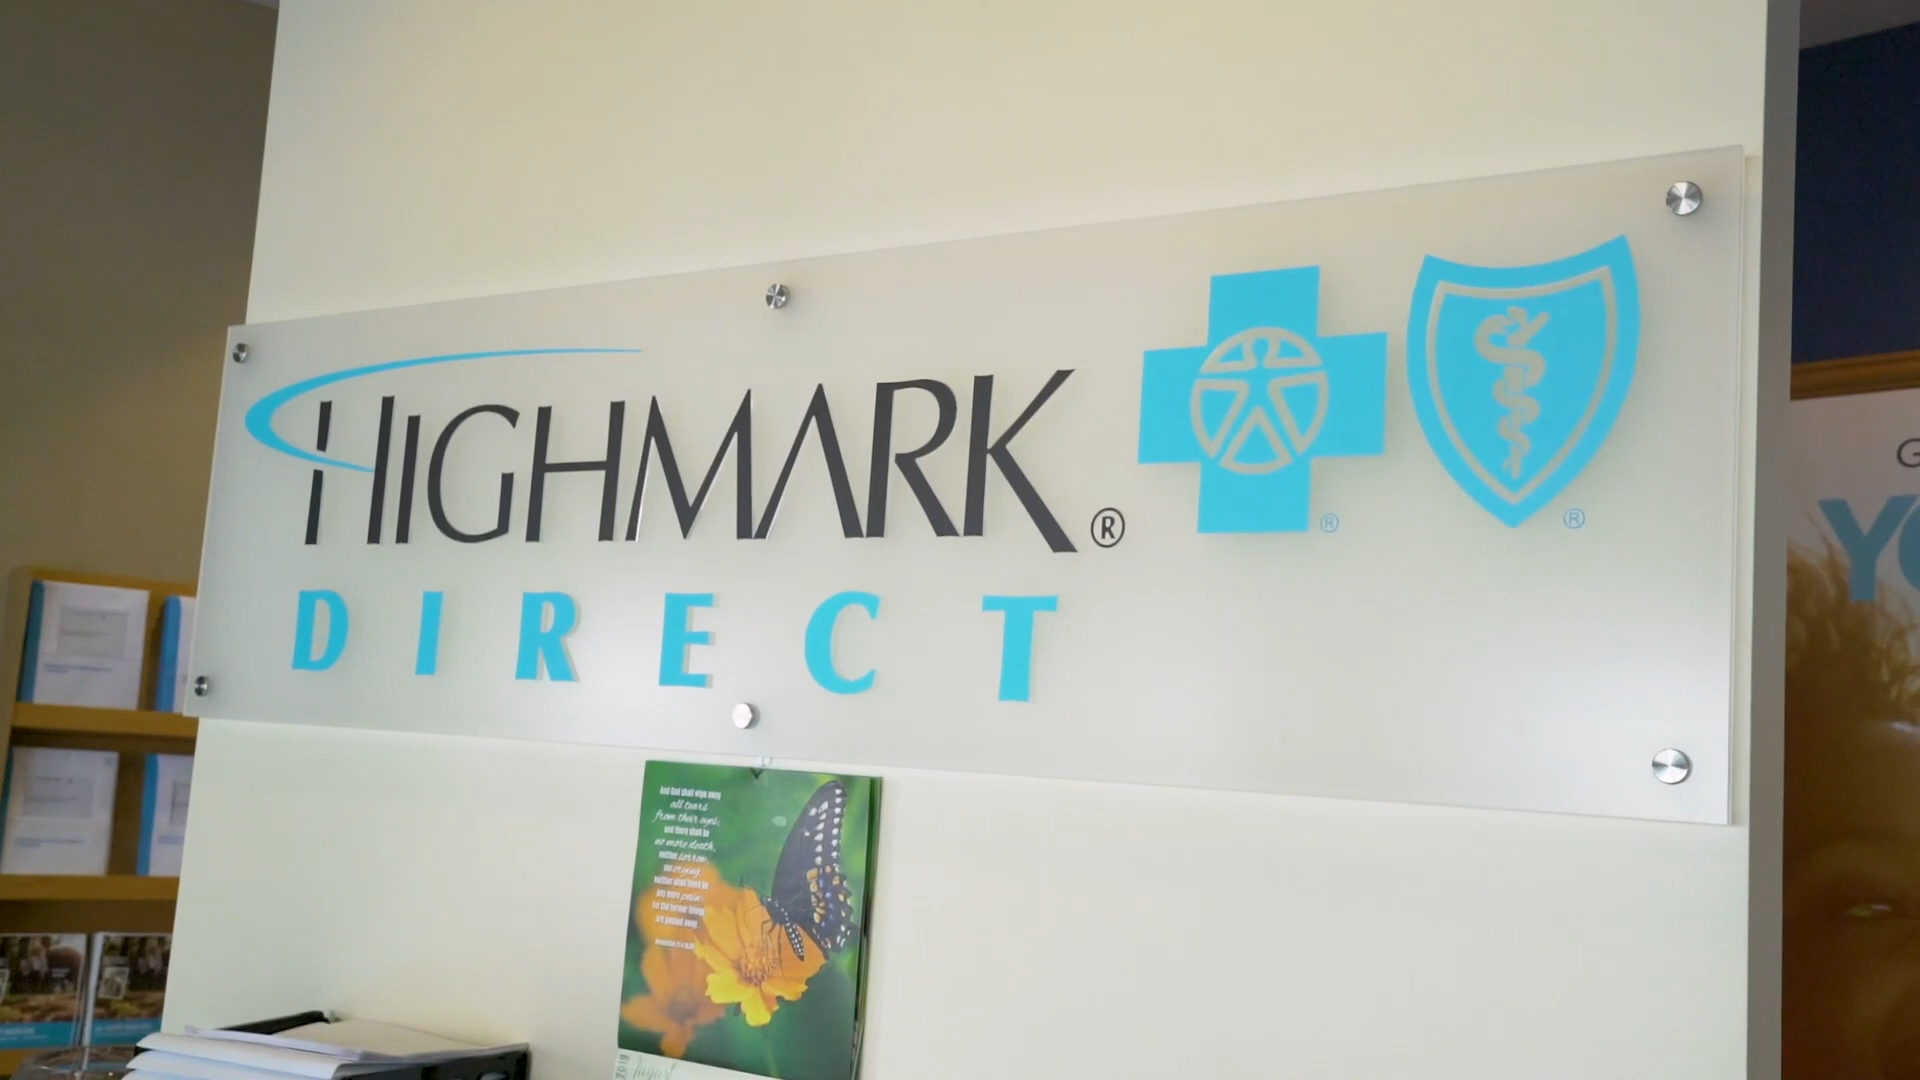 HIGHMARK®
® ®
DIRECT
And God shall wipe away
all tears
from their eyes;
and there shall be
no more death,
neither sorrow,
nor crying,
neither shall there be
any more pain:
for the former things
are passed away.
2019